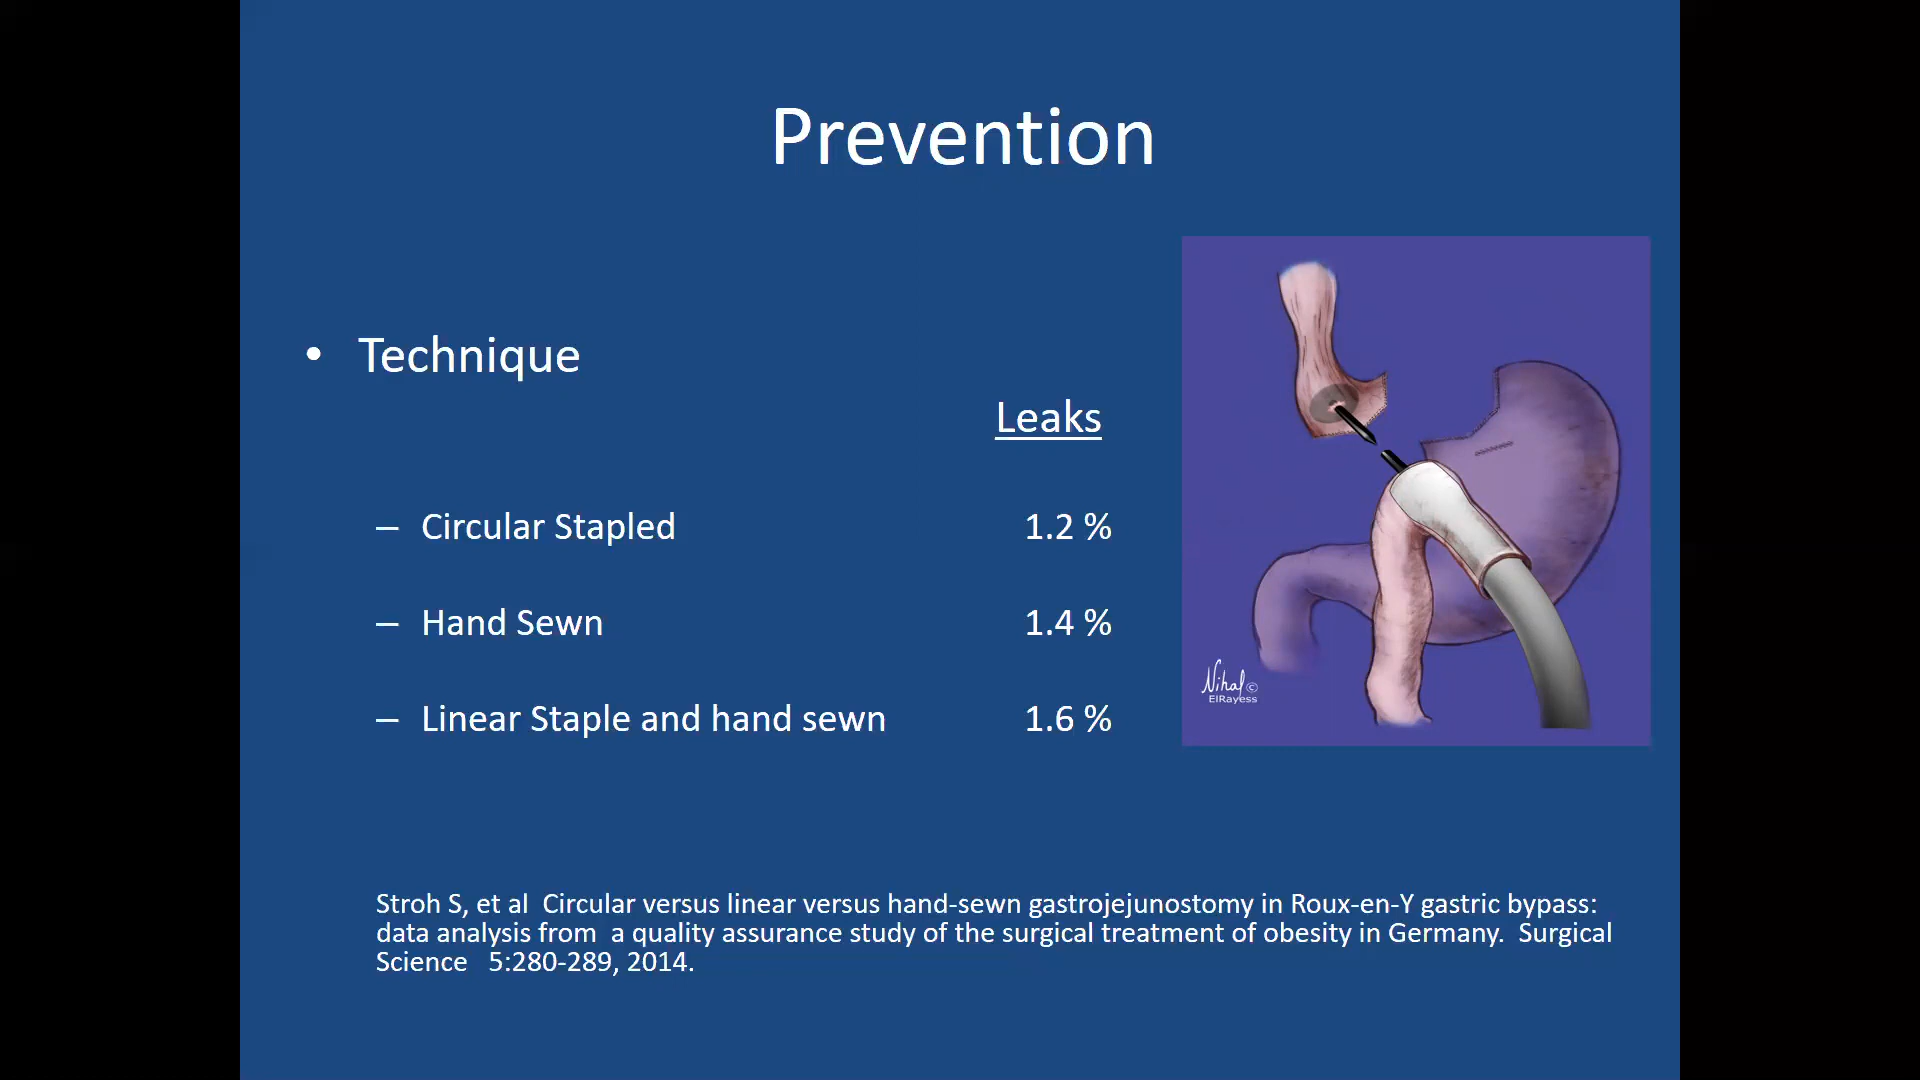 Prevention
• Technique
Leaks
– Circular Stapled 1.2 %
– Hand Sewn 1.4 %
– Linear Staple and hand sewn 1.6 %
Nihal ©
ElRayess
Stroh S, et al Circular versus linear versus hand-sewn gastrojejunostomy in Roux-en-Y gastric bypass:
data analysis from a quality assurance study of the surgical treatment of obesity in Germany. Surgical
Science 5:280-289, 2014.